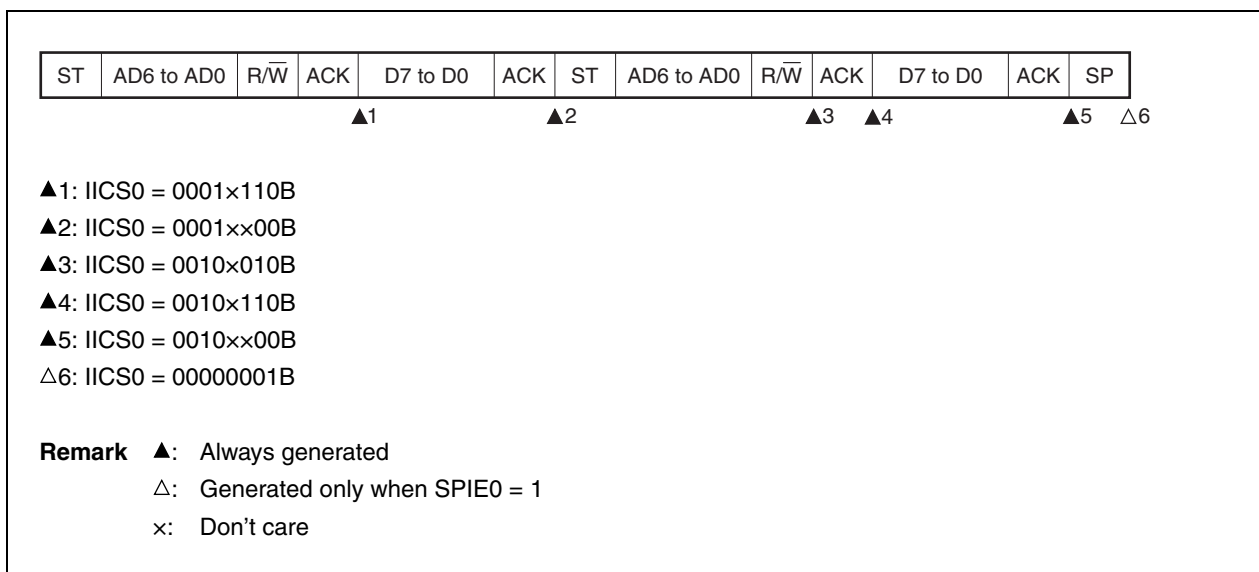 ST AD6 to AD0 R/W̅ ACK D7 to D0 ACK ST AD6 to AD0 R/W̅ ACK D7 to D0 ACK SP
▲1 ▲2 ▲3 ▲4 ▲5 △6
▲1: IICS0 = 0001×110B
▲2: IICS0 = 0001××00B
▲3: IICS0 = 0010×010B
▲4: IICS0 = 0010×110B
▲5: IICS0 = 0010××00B
△6: IICS0 = 00000001B
Remark ▲: Always generated
△: Generated only when SPIE0 = 1
×: Don't care